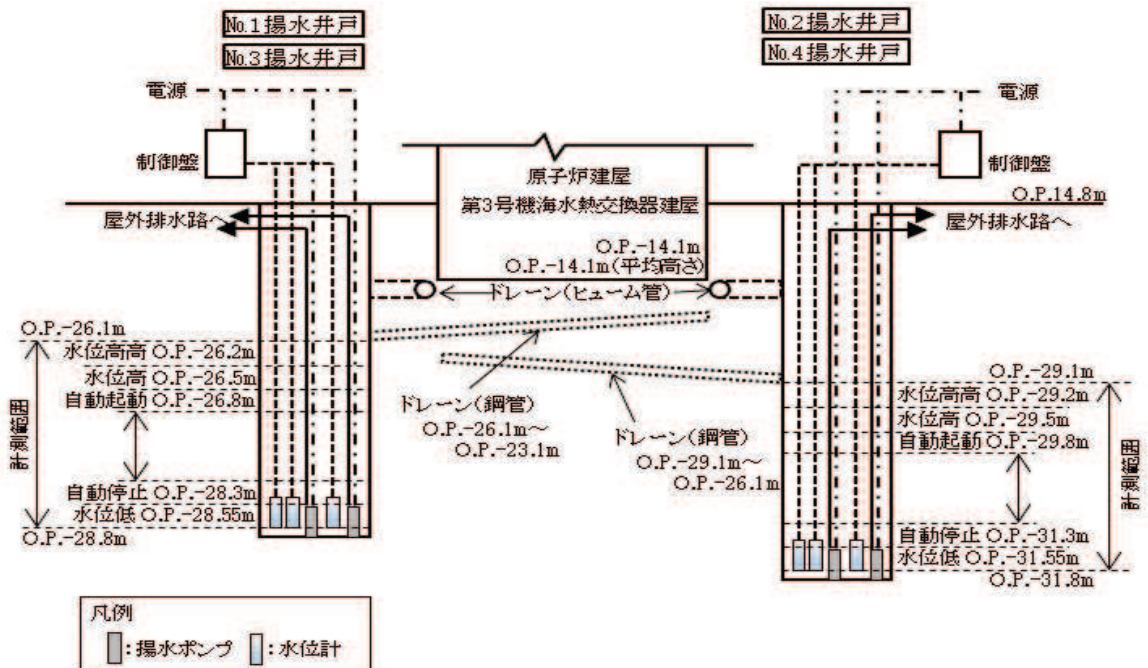 No.1揚水井戸
No.3揚水井戸
No.2揚水井戸
No.4揚水井戸
電源
電源
制御盤
制御盤
原子炉建屋
第3号機海水熱交換器建屋
O.P.14.8m
屋外排水路へ
屋外排水路へ
O.P.-14.1m
O.P.-14.1m(平均高さ)
ドレーン(ヒューム管)
O.P.-26.1m
水位高高 O.P.-26.2m
水位高 O.P.-26.5m
自動起動 O.P.-26.8m
計測範囲
自動停止 O.P.-28.3m
水位低 O.P.-28.55m
O.P.-28.8m
ドレーン(鋼管)
O.P.-26.1m～
O.P.-23.1m
ドレーン(鋼管)
O.P.-29.1m～
O.P.-26.1m
O.P.-29.1m
水位高高 O.P.-29.2m
水位高 O.P.-29.5m
自動起動 O.P.-29.8m
計測範囲
自動停止 O.P.-31.3m
水位低 O.P.-31.55m
O.P.-31.8m
凡例
:揚水ポンプ :水位計